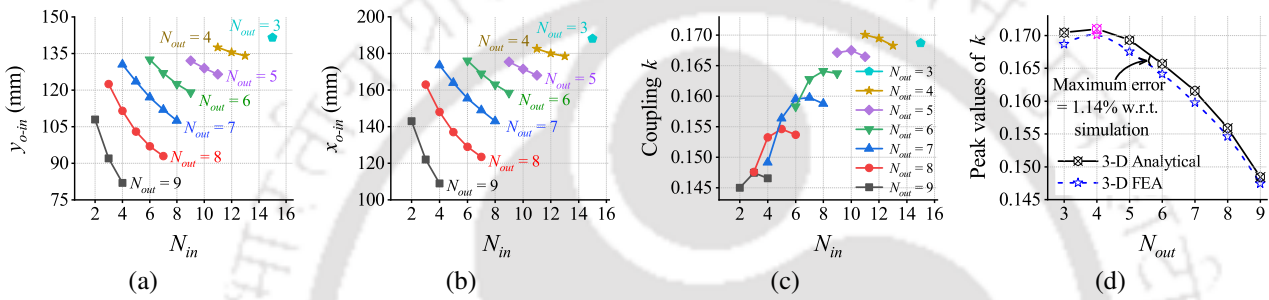 150
135
120
105
90
75
y_{o-in} (mm)
2 4 6 8 10 12 14 16
N_{in}
N_{out} = 3
N_{out} = 4
N_{out} = 5
N_{out} = 6
N_{out} = 7
N_{out} = 8
N_{out} = 9
(a)
200
180
160
140
120
100
x_{o-in} (mm)
2 4 6 8 10 12 14 16
N_{in}
N_{out} = 3
N_{out} = 4
N_{out} = 5
N_{out} = 6
N_{out} = 7
N_{out} = 8
N_{out} = 9
(b)
0.170
0.165
0.160
0.155
0.150
0.145
Coupling k
2 4 6 8 10 12 14 16
N_{in}
N_{out} = 3
N_{out} = 4
N_{out} = 5
N_{out} = 6
N_{out} = 7
N_{out} = 8
N_{out} = 9
(c)
0.170
0.165
0.160
0.155
0.150
0.145
Peak values of k
Maximum error
= 1.14% w.r.t.
simulation
3-D Analytical
3-D FEA
3 4 5 6 7 8 9
N_{out}
(d)